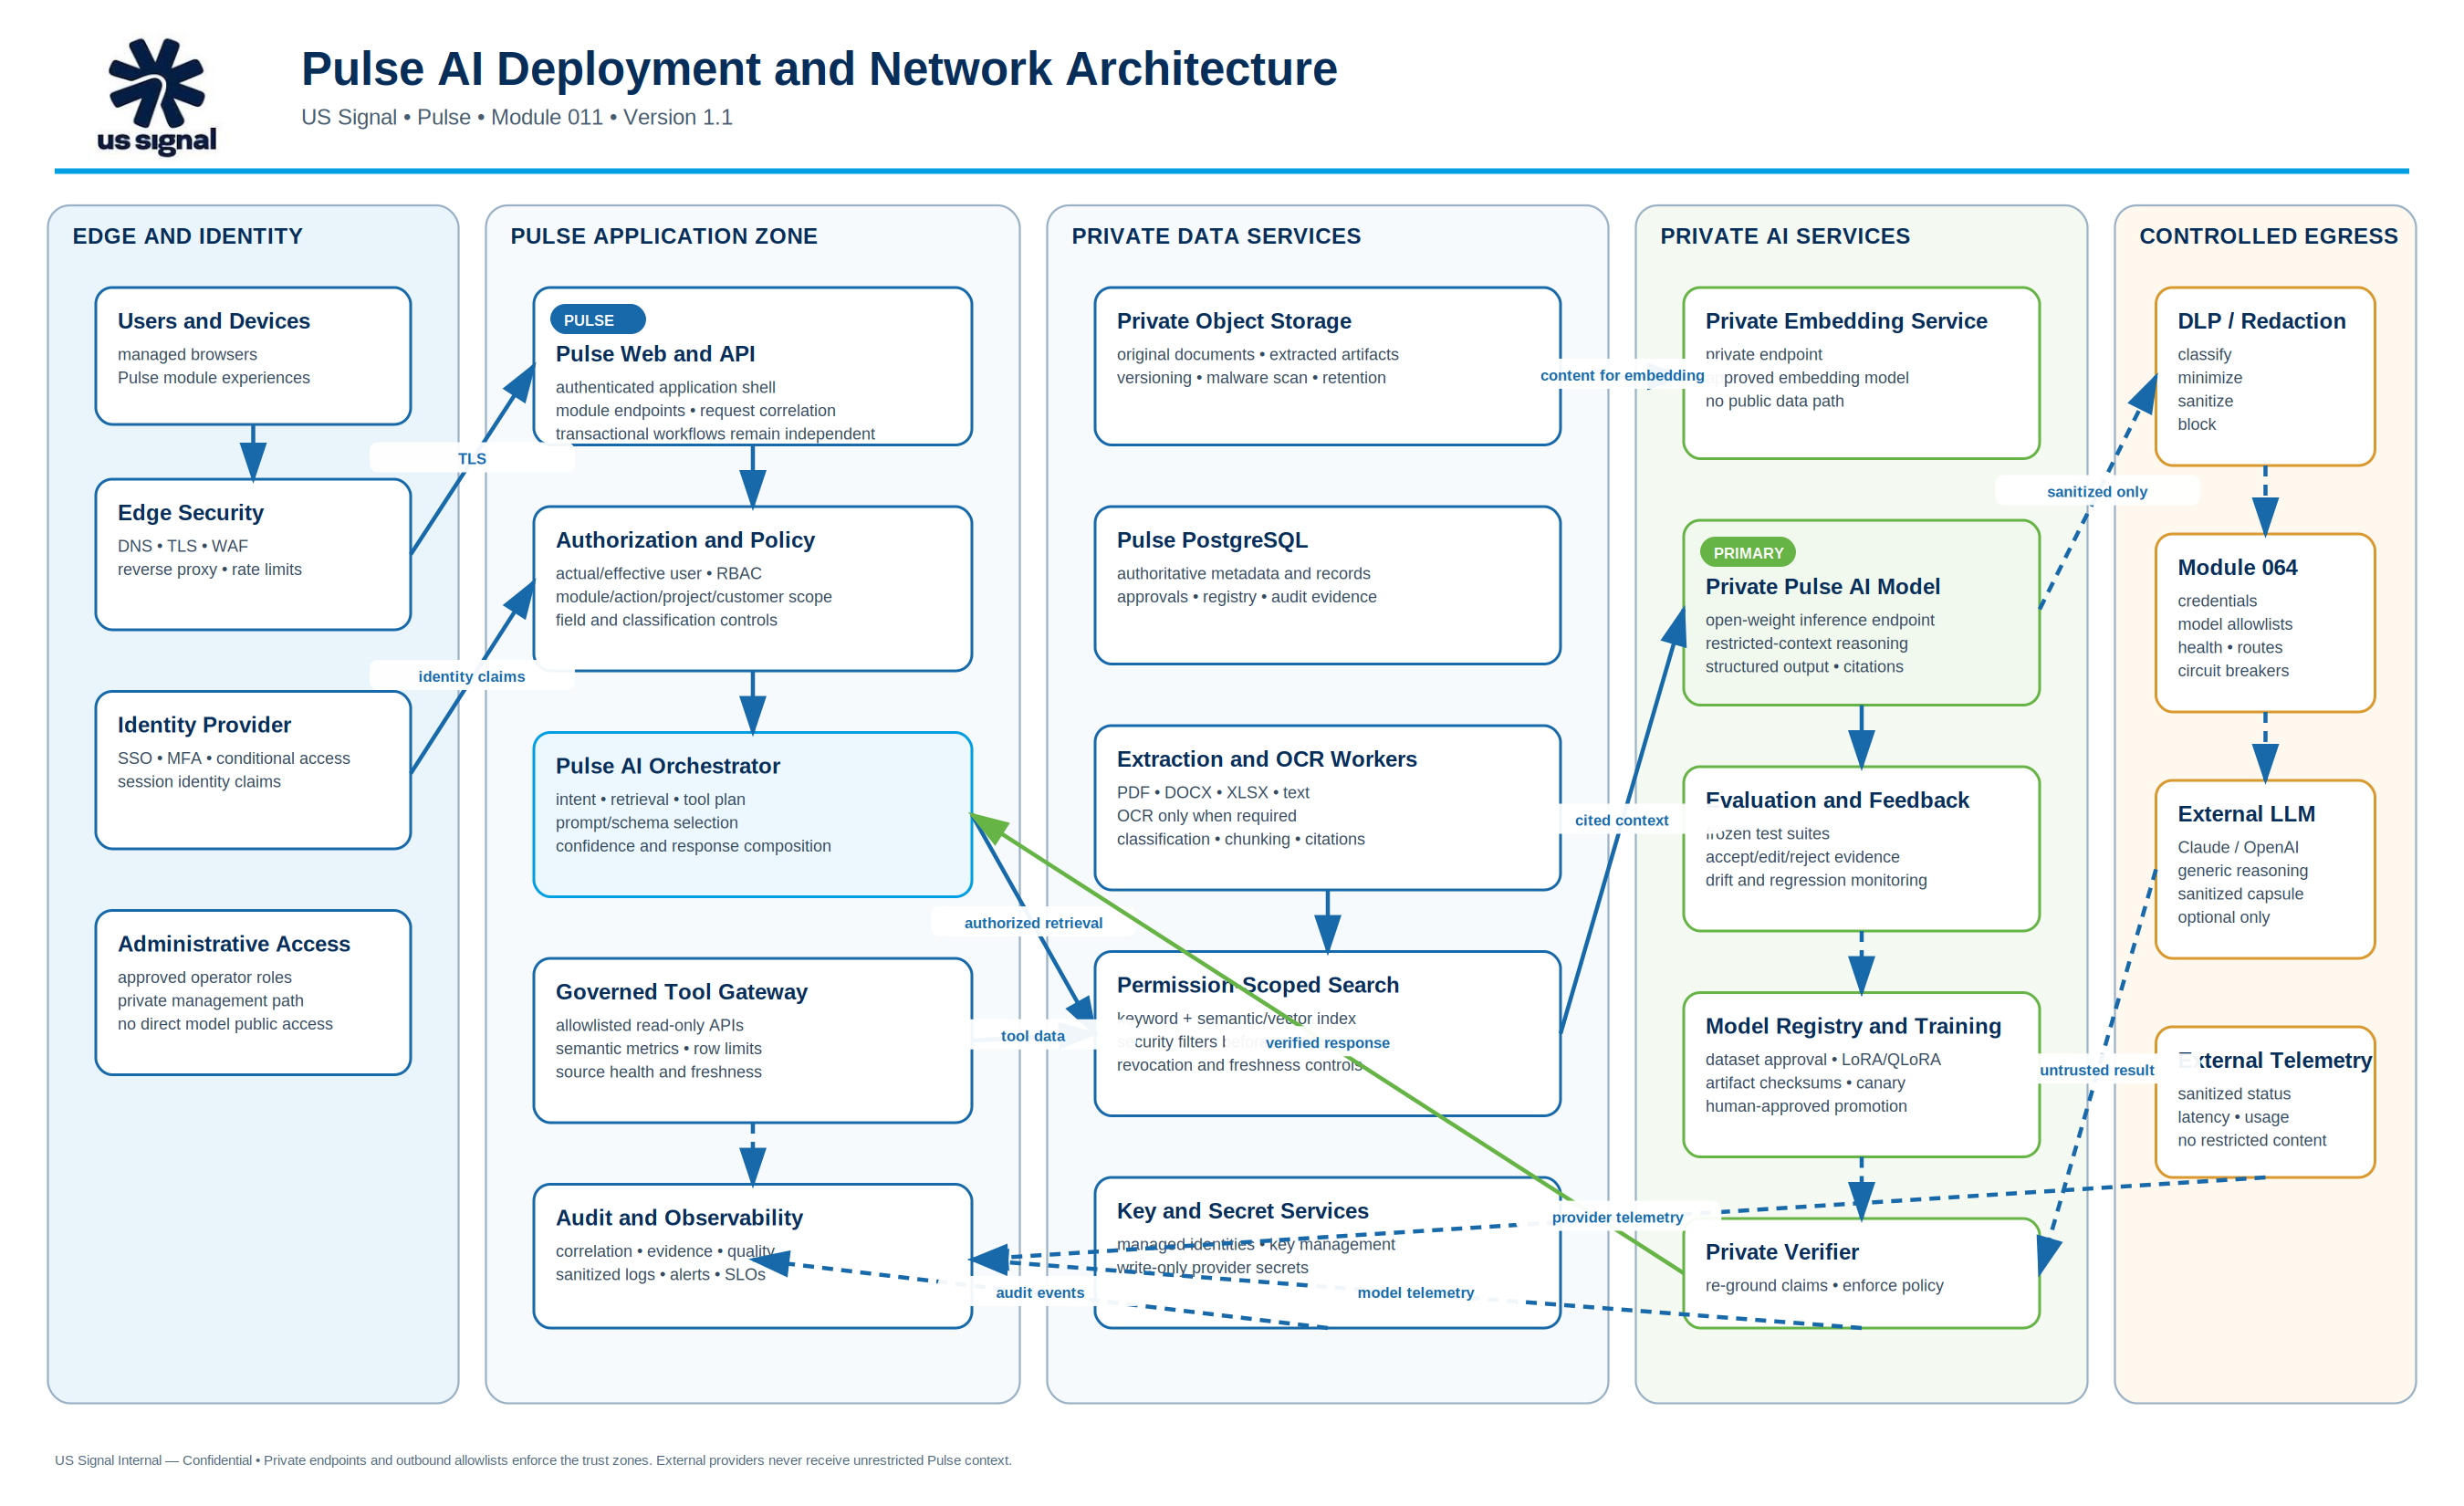 us signal
Pulse AI Deployment and Network Architecture
US Signal • Pulse • Module 011 • Version 1.1
EDGE AND IDENTITY
Users and Devices
managed browsers
Pulse module experiences
Edge Security
DNS • TLS • WAF
reverse proxy • rate limits
Identity Provider
SSO • MFA • conditional access
session identity claims
Administrative Access
approved operator roles
private management path
no direct model public access
TLS
identity claims
PULSE APPLICATION ZONE
PULSE
Pulse Web and API
authenticated application shell
module endpoints • request correlation
transactional workflows remain independent
Authorization and Policy
actual/effective user • RBAC
module/action/project/customer scope
field and classification controls
Pulse AI Orchestrator
intent • retrieval • tool plan
prompt/schema selection
confidence and response composition
Governed Tool Gateway
allowlisted read-only APIs
semantic metrics • row limits
source health and freshness
Audit and Observability
correlation • evidence • quality
sanitized logs • alerts • SLOs
authorized retrieval
tool data
audit events
PRIVATE DATA SERVICES
Private Object Storage
original documents • extracted artifacts
versioning • malware scan • retention
Pulse PostgreSQL
authoritative metadata and records
approvals • registry • audit evidence
Extraction and OCR Workers
PDF • DOCX • XLSX • text
OCR only when required
classification • chunking • citations
Permission-Scoped Search
keyword + semantic/vector index
security filters before
verified response
revocation and freshness controls
Key and Secret Services
managed identities • key management
write-only provider secrets
model telemetry
content for embedding
cited context
provider telemetry
PRIVATE AI SERVICES
Private Embedding Service
private endpoint
approved embedding model
no public data path
PRIMARY
Private Pulse AI Model
open-weight inference endpoint
restricted-context reasoning
structured output • citations
Evaluation and Feedback
frozen test suites
accept/edit/reject evidence
drift and regression monitoring
Model Registry and Training
dataset approval • LoRA/QLoRA
artifact checksums • canary
human-approved promotion
Private Verifier
re-ground claims • enforce policy
sanitized only
untrusted result
CONTROLLED EGRESS
DLP / Redaction
classify
minimize
sanitize
block
Module 064
credentials
model allowlists
health • routes
circuit breakers
External LLM
Claude / OpenAI
generic reasoning
sanitized capsule
optional only
External Telemetry
sanitized status
latency • usage
no restricted content
US Signal Internal — Confidential • Private endpoints and outbound allowlists enforce the trust zones. External providers never receive unrestricted Pulse context.